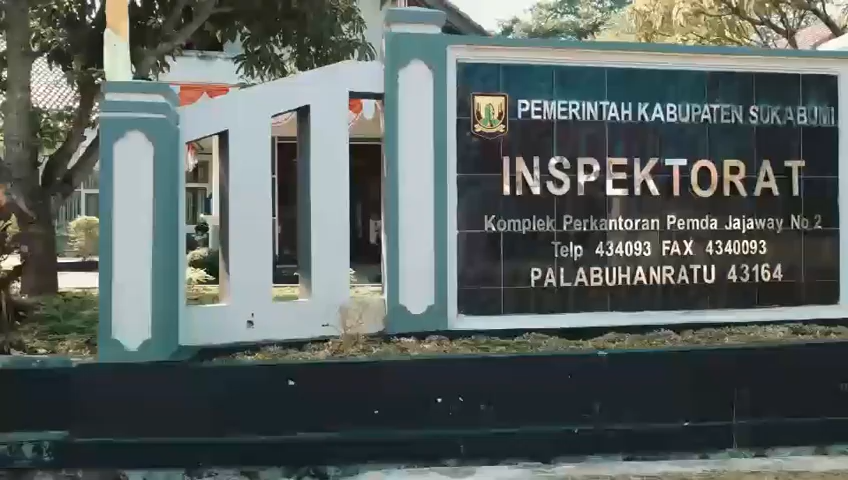 PEMERINTAH KABUPATEN SUKABUMI
INSPEKTORAT
Komplek Perkantoran Pemda Jajaway No.2
Telp 434093 FAX 4340093
PALABUHANRATU 43164